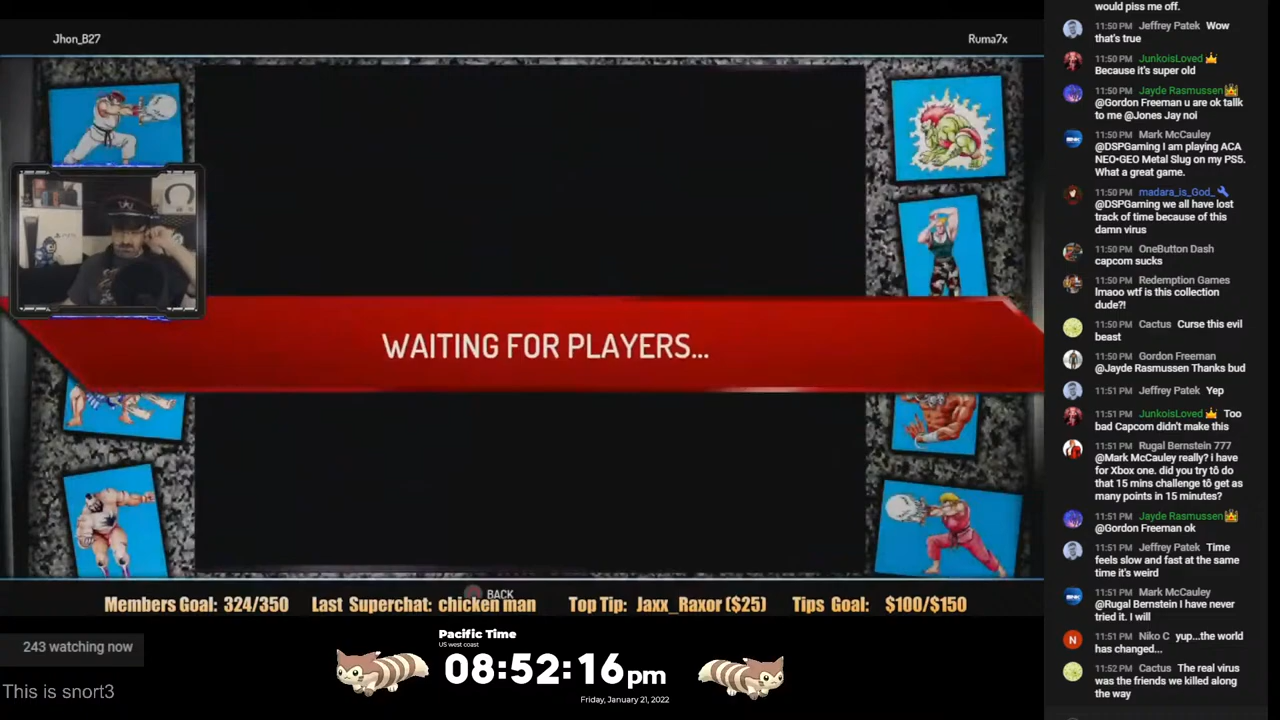 Jhon_B27
Ruma7x
WAITING FOR PLAYERS...
BACK
Members Goal: 324/350
Last Superchat: chicken man
Top Tip: Jaxx_Raxor ($25)
Tips Goal: $100/$150
243 watching now
This is snort3
Pacific Time
US west coast
08:52:16pm
Friday, January 21, 2022
would piss me off.
11:50 PM Jeffrey Patek Wow
that's true
11:50 PM JunkoisLoved
Because it's super old
11:50 PM Jayde Rasmussen
@Gordon Freeman u are ok tallk
to me @Jones Jay noi
11:50 PM Mark McCauley
@DSPGaming I am playing ACA
NEO•GEO Metal Slug on my PS5.
What a great game.
11:50 PM madara_is_God_
@DSPGaming we all have lost
track of time because of this
damn virus
11:50 PM OneButton Dash
capcom sucks
11:50 PM Redemption Games
lmaoo wtf is this collection
dude?!
11:50 PM Cactus Curse this evil
beast
11:50 PM Gordon Freeman
@Jayde Rasmussen Thanks bud
11:51 PM Jeffrey Patek Yep
11:51 PM JunkoisLoved Too
bad Capcom didn't make this
11:51 PM Rugal Bernstein 777
@Mark McCauley really? i have
for Xbox one. did you try tô do
that 15 mins challenge tô get as
many points in 15 minutes?
11:51 PM Jayde Rasmussen
@Gordon Freeman ok
11:51 PM Jeffrey Patek Time
feels slow and fast at the same
time it's weird
11:51 PM Mark McCauley
@Rugal Bernstein I have never
tried it. I will
11:51 PM Niko C yup...the world
has changed...
11:52 PM Cactus The real virus
was the friends we killed along
the way